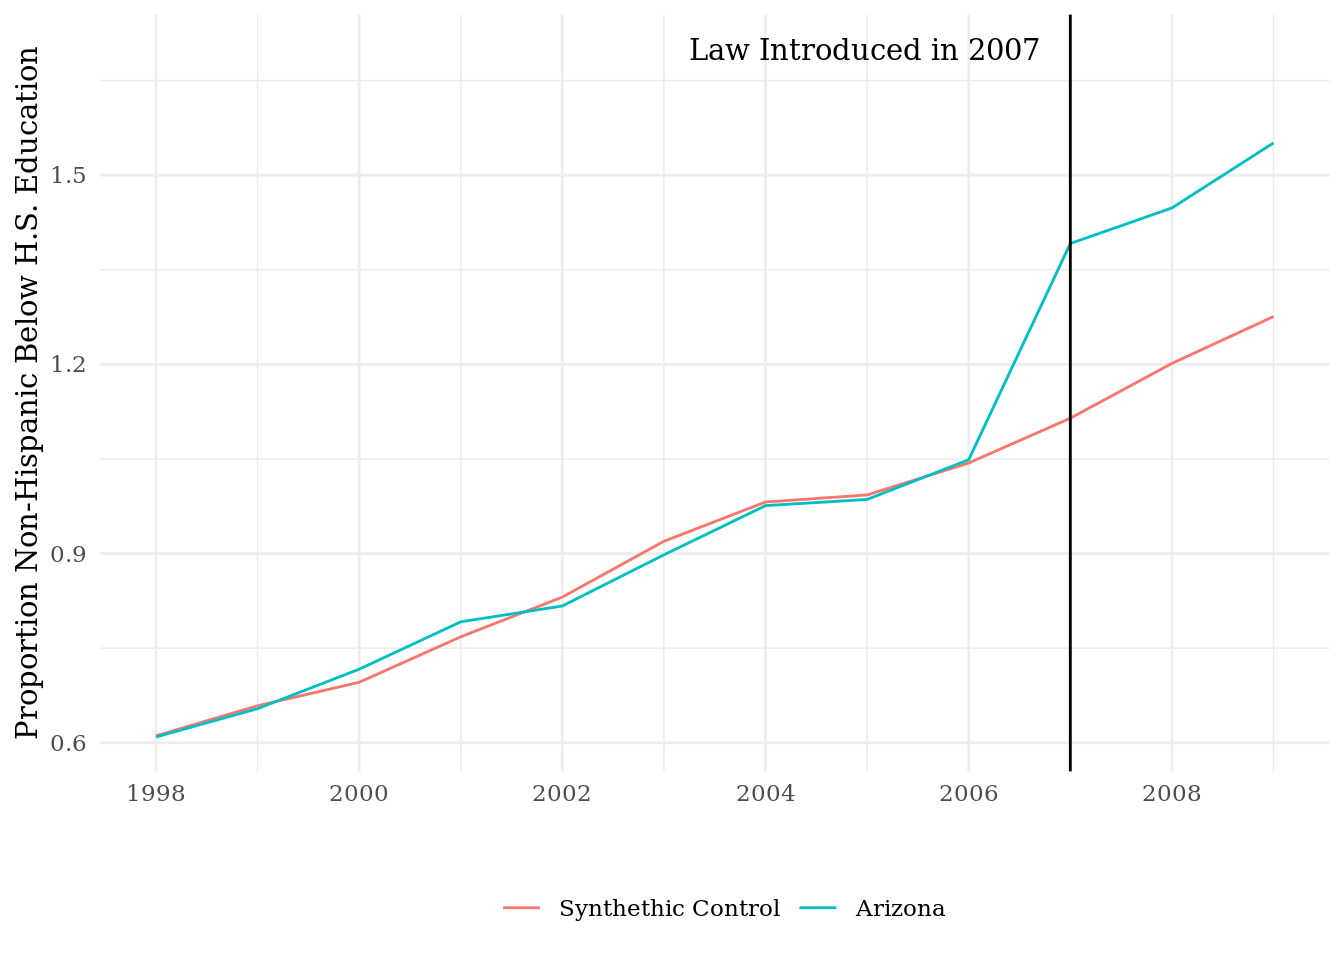 Law Introduced in 2007
Proportion Non-Hispanic Below H.S. Education
1.5
1.2
0.9
0.6
1998 2000 2002 2004 2006 2008
Synthethic Control Arizona